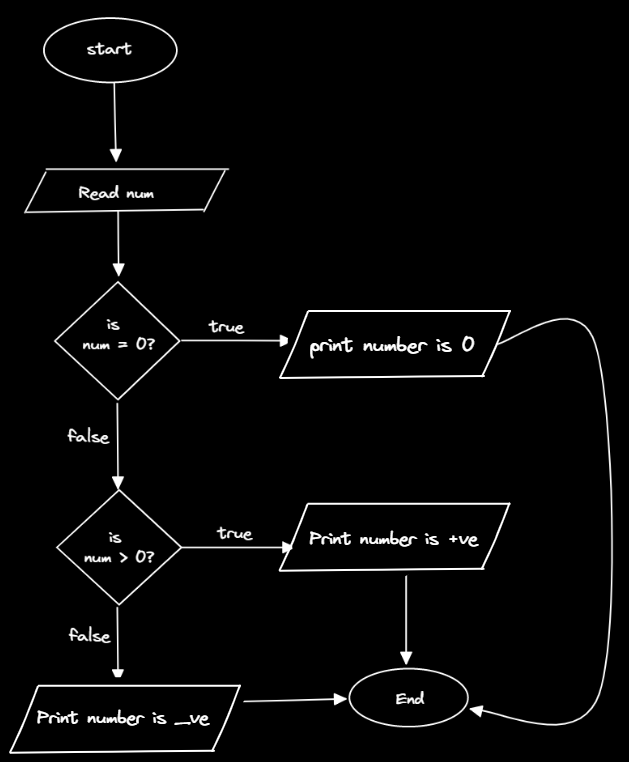 start
Read num
is
num = 0?
true
print number is 0
false
is
num > 0?
true
Print number is +ve
false
Print number is _ve
End